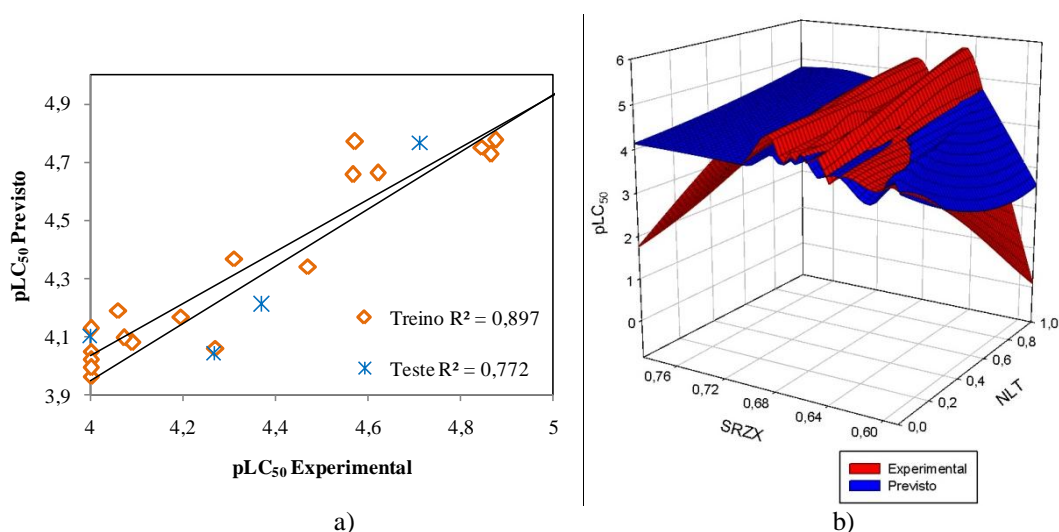 4,9
4,7
4,5
4,3
4,1
3,9
pLC50 Previsto
4
4,2
4,4
4,6
4,8
5
pLC50 Experimental
Treino R² = 0,897
Teste R² = 0,772
a)
6
5
4
3
2
1
0
pLC50
0,76
0,72
0,68
0,64
0,60
SRZX
0,0
0,2
0,4
0,6
0,8
1,0
NLT
Experimental
Previsto
b)